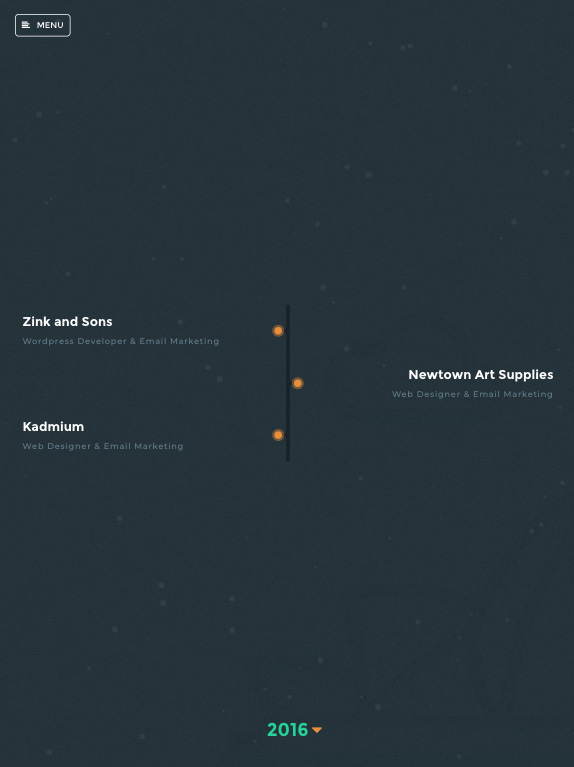 MENU
Zink and Sons
Wordpress Developer & Email Marketing
Newtown Art Supplies
Web Designer & Email Marketing
Kadmium
Web Designer & Email Marketing
2016